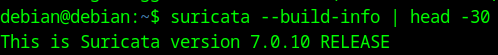 debian@debian:~$ suricata --build-info | head -30
This is Suricata version 7.0.10 RELEASE